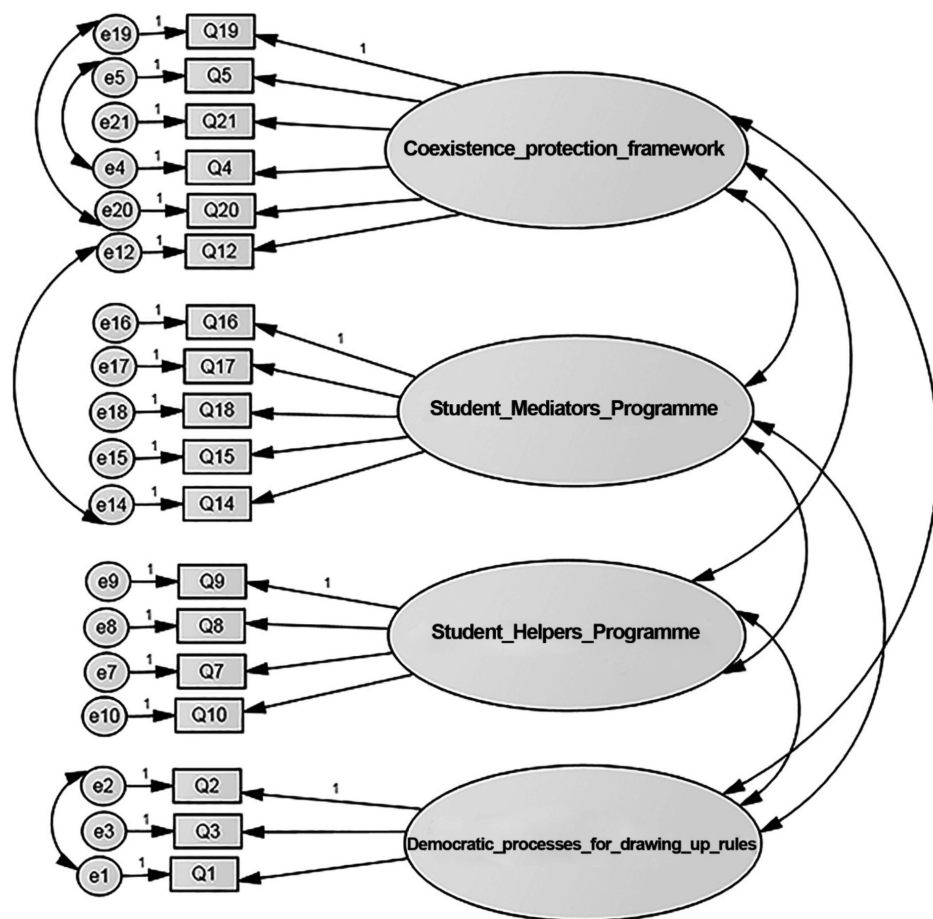 e19 1 Q19 1
e5 1 Q5
e21 1 Q21
e4 1 Q4
e20 1 Q20
e12 1 Q12
Coexistence_protection_framework
e16 1 Q16 1
e17 1 Q17
e18 1 Q18
e15 1 Q15
e14 1 Q14
Student_Mediators_Programme
e9 1 Q9 1
e8 1 Q8
e7 1 Q7
e10 1 Q10
Student_Helpers_Programme
e2 1 Q2 1
e3 1 Q3
e1 1 Q1
Democratic_processes_for_drawing_up_rules